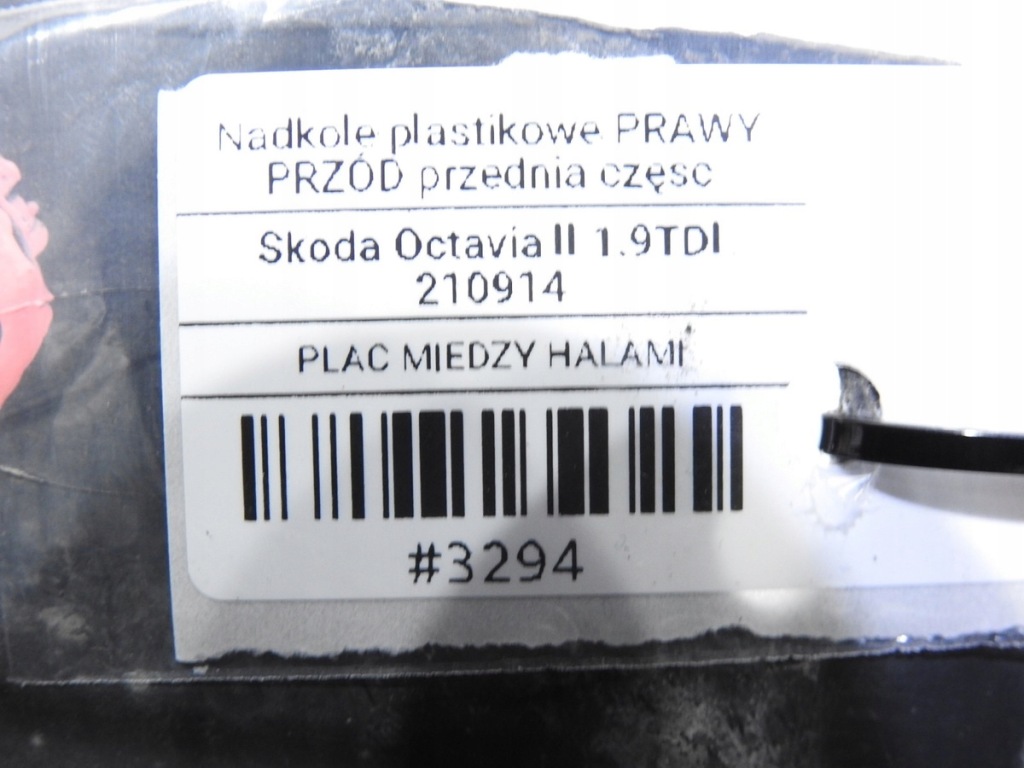 Nadkole plastikowe PRAWY
PRZÓD przednia częsc
Skoda Octavia II 1.9TDI
210914
PLAC MIEDZY HALAMI
#3294